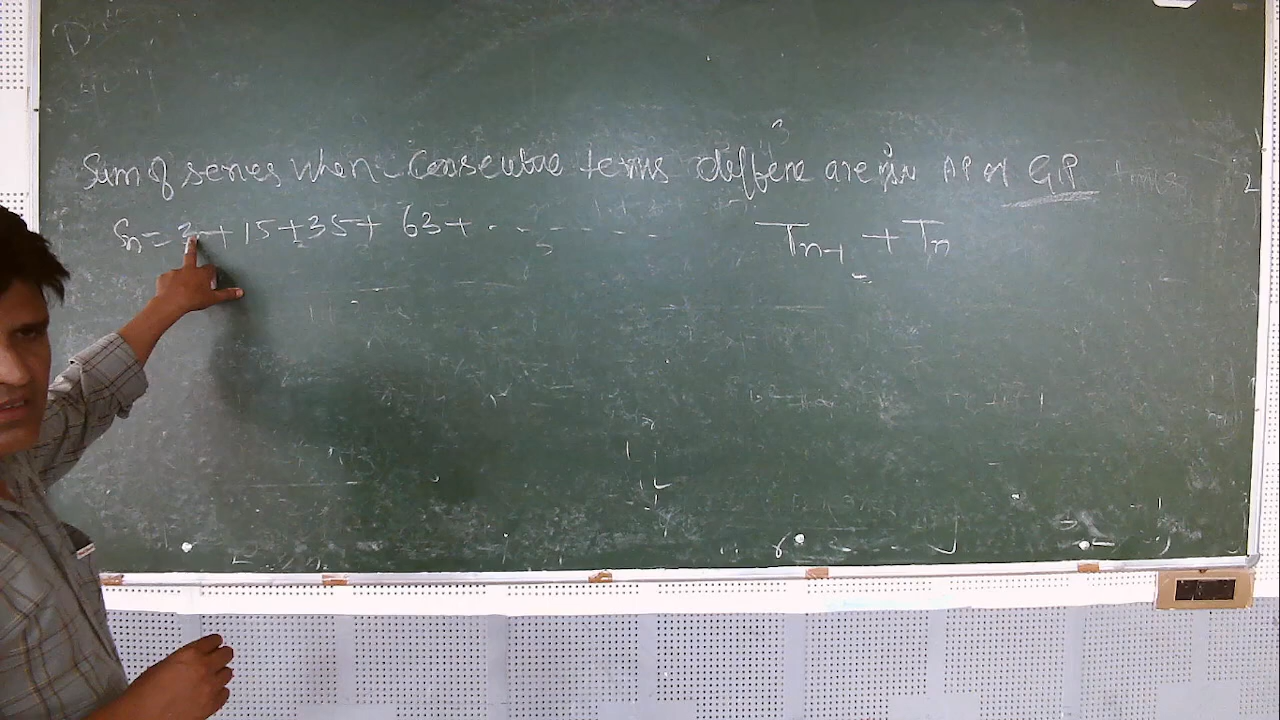 Sum of series When Consecutive terms differe are in AP or GP
Sn = 3 + 15 + 35 + 63 + - - - - - - - Tn-1 + Tn